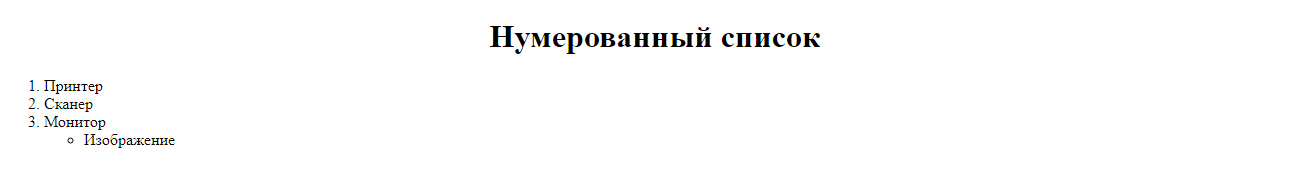 Нумерованный список
1. Принтер
2. Сканер
3. Монитор
◦ Изображение